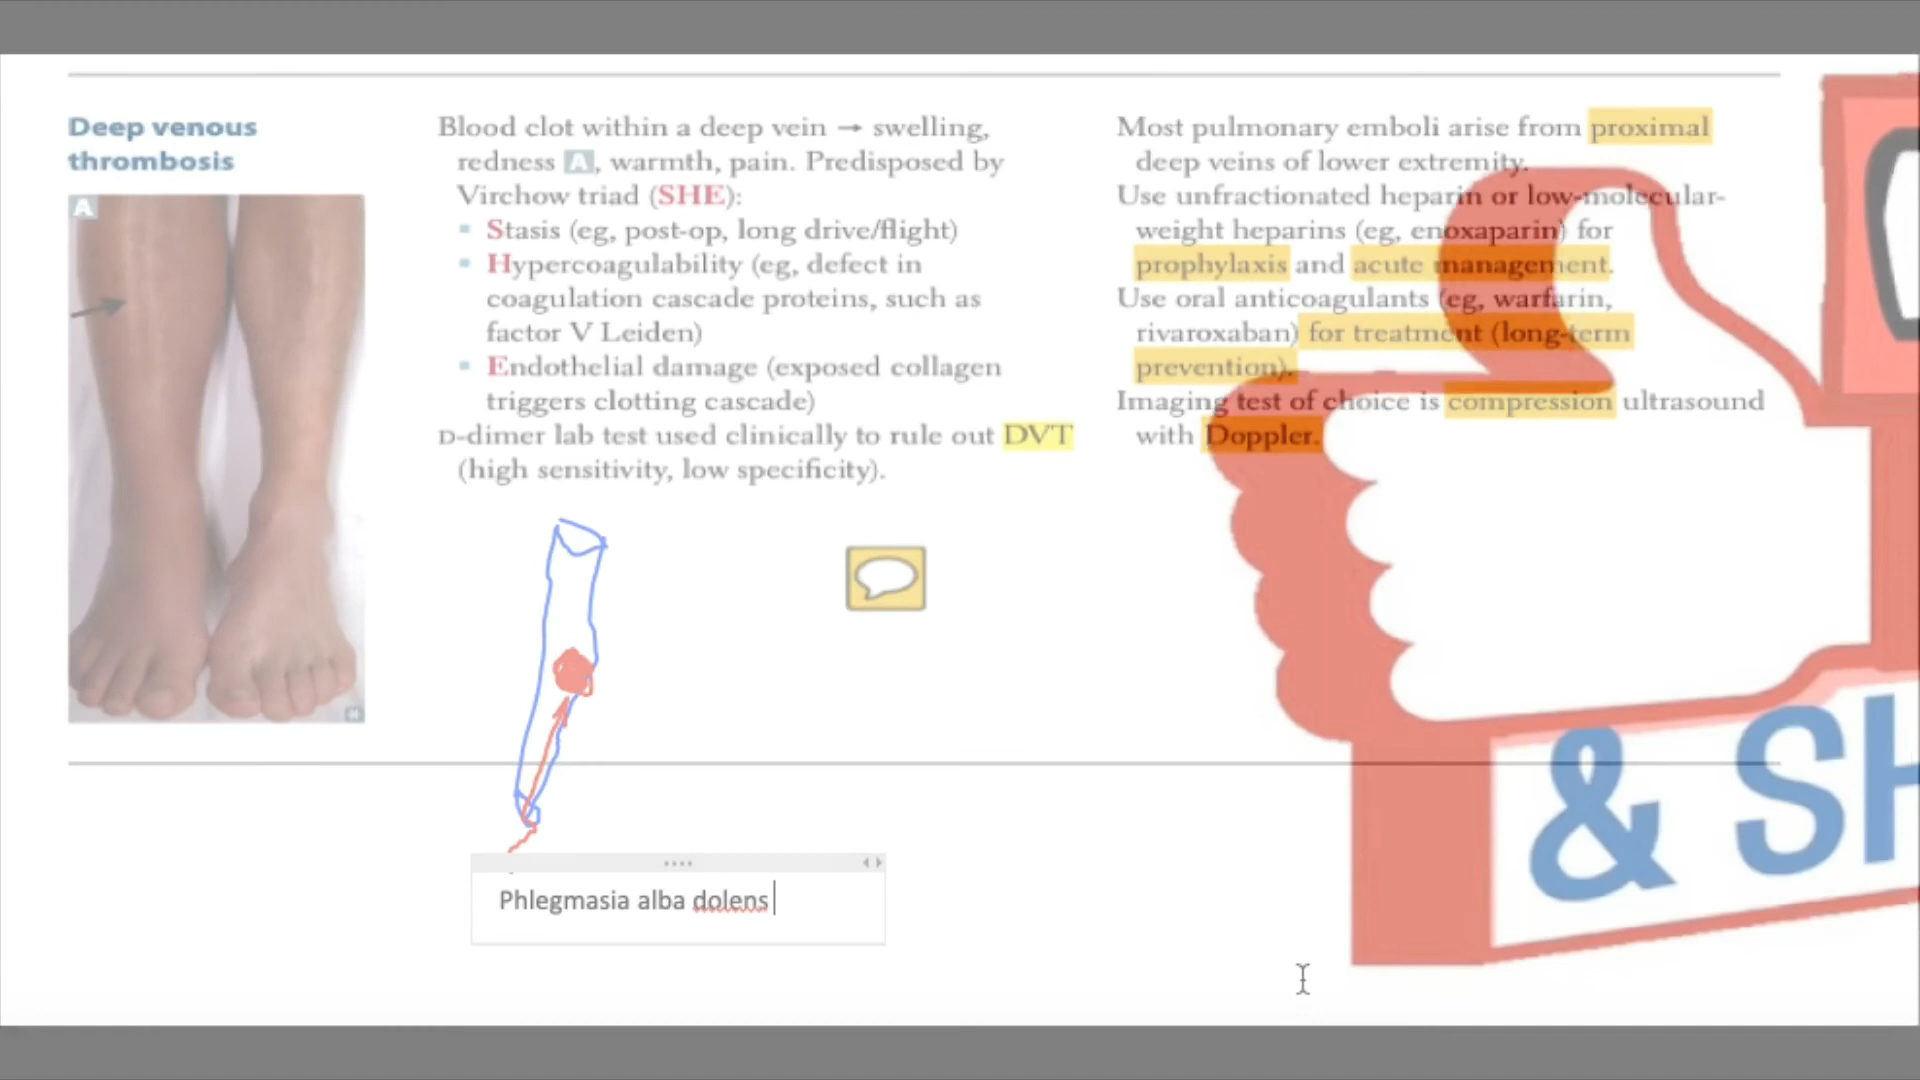 Deep venous
thrombosis
A
Blood clot within a deep vein → swelling,
redness A, warmth, pain. Predisposed by
Virchow triad (SHE):
▪ Stasis (eg, post-op, long drive/flight)
▪ Hypercoagulability (eg, defect in
coagulation cascade proteins, such as
factor V Leiden)
▪ Endothelial damage (exposed collagen
triggers clotting cascade)
D-dimer lab test used clinically to rule out DVT
(high sensitivity, low specificity).
Most pulmonary emboli arise from proximal
deep veins of lower extremity.
Use unfractionated heparin or low-molecular-
weight heparins (eg, enoxaparin) for
prophylaxis and acute management.
Use oral anticoagulants (eg, warfarin,
rivaroxaban) for treatment (long-term
prevention).
Imaging test of choice is compression ultrasound
with Doppler.
Phlegmasia alba dolens
& SH